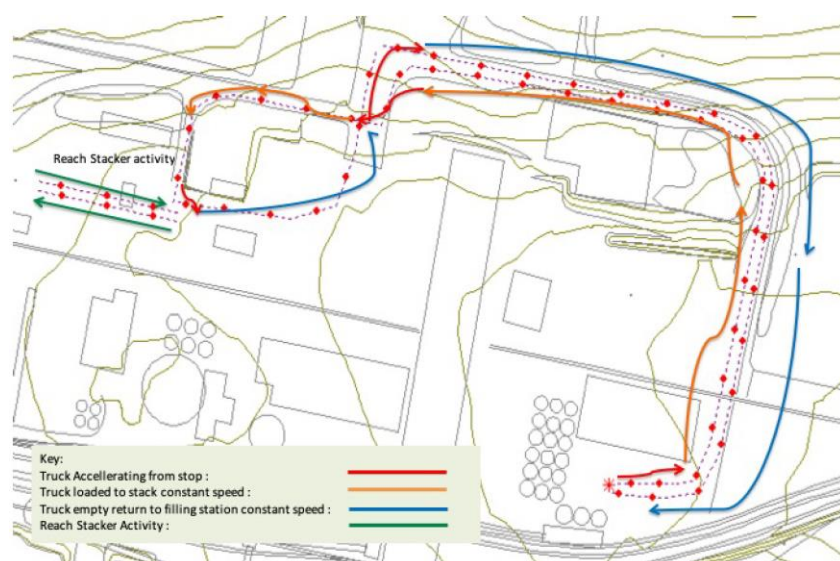 Reach Stacker activity
Key:
Truck Accellerating from stop :
Truck loaded to stack constant speed :
Truck empty return to filling station constant speed :
Reach Stacker Activity :